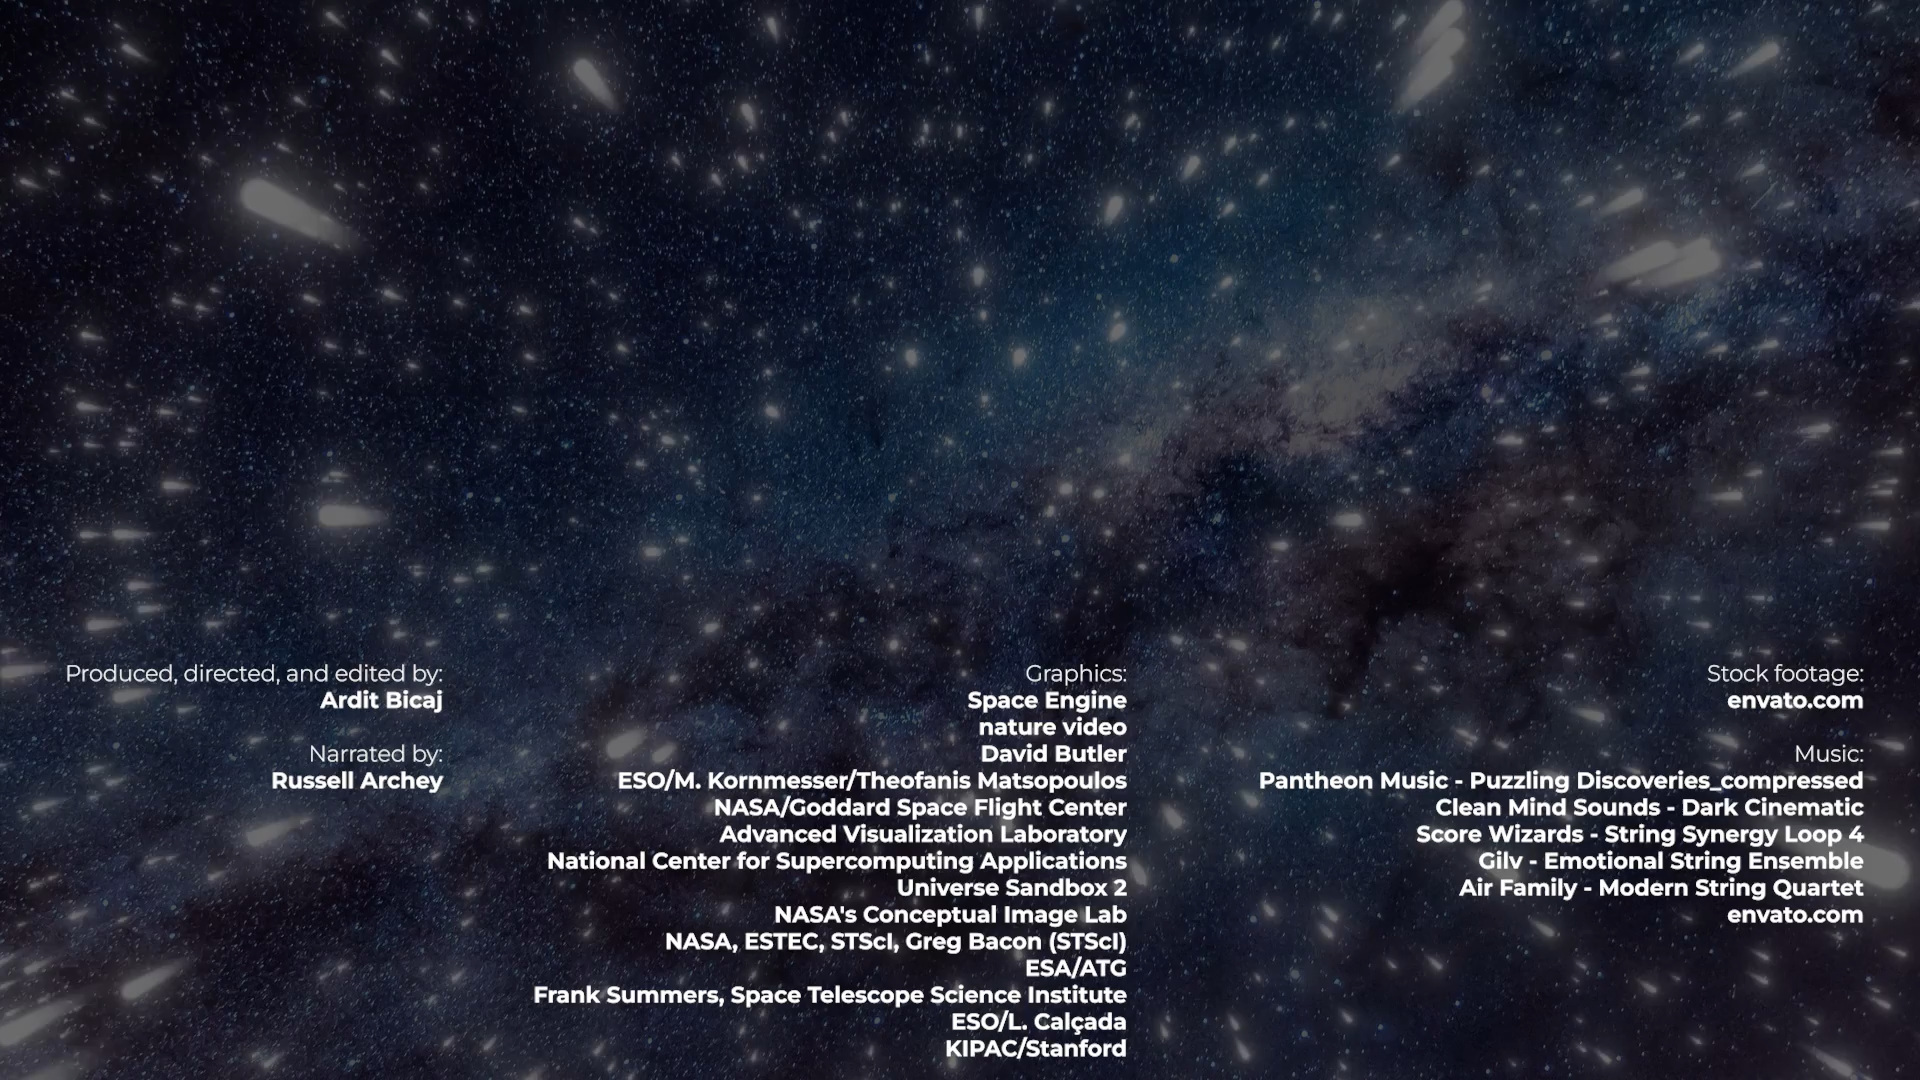 Produced, directed, and edited by:
Ardit Bicaj
Narrated by:
Russell Archey
Graphics:
Space Engine
nature video
David Butler
ESO/M. Kornmesser/Theofanis Matsopoulos
NASA/Goddard Space Flight Center
Advanced Visualization Laboratory
National Center for Supercomputing Applications
Universe Sandbox 2
NASA's Conceptual Image Lab
NASA, ESTEC, STScI, Greg Bacon (STScI)
ESA/ATG
Frank Summers, Space Telescope Science Institute
ESO/L. Calçada
KIPAC/Stanford
Stock footage:
envato.com
Music:
Pantheon Music - Puzzling Discoveries_compressed
Clean Mind Sounds - Dark Cinematic
Score Wizards - String Synergy Loop 4
Gilv - Emotional String Ensemble
Air Family - Modern String Quartet
envato.com